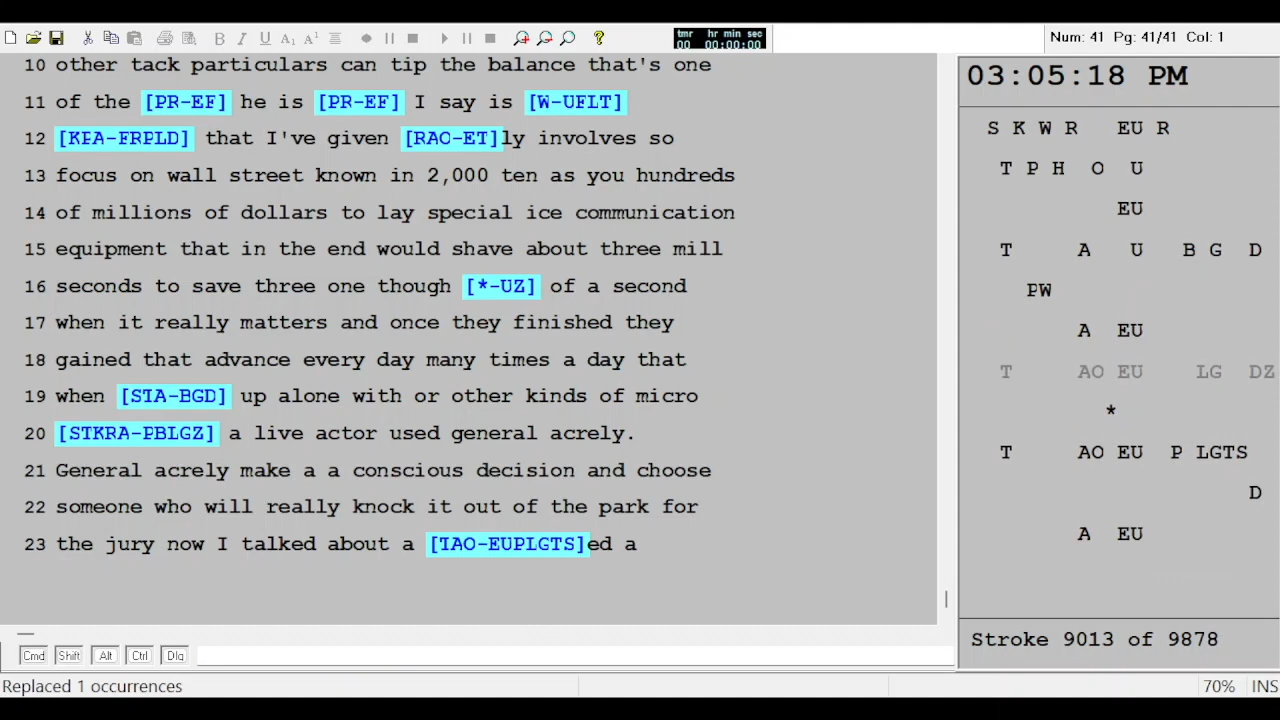 B I U A₁ A¹
tmr hr min sec
00 00:00:00
Num: 41 Pg: 41/41 Col: 1
10 other tack particulars can tip the balance that's one
11 of the [PR-EF] he is [PR-EF] I say is [W-UFLT]
12 [KPA-FRPLD] that I've given [RAO-ET]ly involves so
13 focus on wall street known in 2,000 ten as you hundreds
14 of millions of dollars to lay special ice communication
15 equipment that in the end would shave about three mill
16 seconds to save three one though [*-UZ] of a second
17 when it really matters and once they finished they
18 gained that advance every day many times a day that
19 when [STA-BGD] up alone with or other kinds of micro
20 [STKRA-PBLGZ] a live actor used general acrely.
21 General acrely make a a conscious decision and choose
22 someone who will really knock it out of the park for
23 the jury now I talked about a [TAO-EUPLGTS]ed a
03:05:18 PM
S K W R EU R
T P H O U
EU
T A U B G D
PW
A EU
T AO EU LG DZ
*
T AO EU P LGTS
D
A EU
Stroke 9013 of 9878
Cmd Shift Alt Ctrl Dlg
Replaced 1 occurrences
70% INS